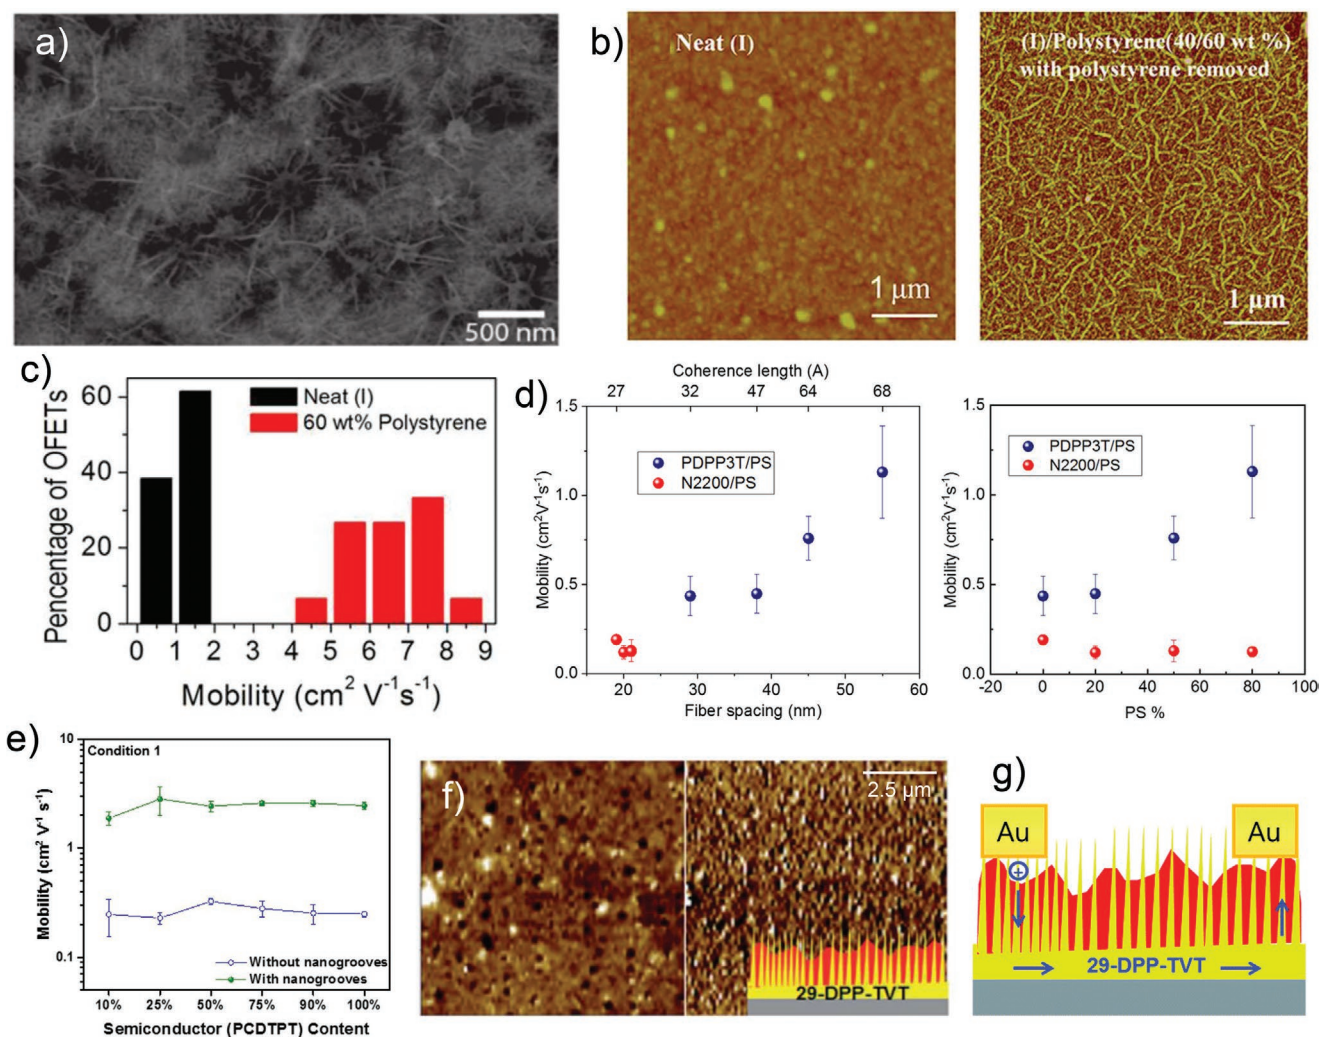 a)
500 nm
b)
Neat (I)
1 μm
(I)/Polystyrene(40/60 wt %)
with polystyrene removed
1 μm
c)
Pencentage of OFETs
60
40
20
0
Neat (I)
60 wt% Polystyrene
0 1 2 3 4 5 6 7 8 9
Mobility (cm² V⁻¹s⁻¹)
d)
Coherence length (A)
27 32 47 64 68
Mobility (cm²V⁻¹s⁻¹)
1.5
1.0
0.5
0.0
PDPP3T/PS
N2200/PS
20 30 40 50 60
Fiber spacing (nm)
Mobility (cm²V⁻¹s⁻¹)
1.5
1.0
0.5
0.0
PDPP3T/PS
N2200/PS
-20 0 20 40 60 80 100
PS %
e)
Mobility (cm² V⁻¹ s⁻¹)
10
1
0.1
Condition 1
Without nanogrooves
With nanogrooves
10% 25% 50% 75% 90% 100%
Semiconductor (PCDTPT) Content
f)
2.5 μm
29-DPP-TVT
g)
Au
Au
+
29-DPP-TVT